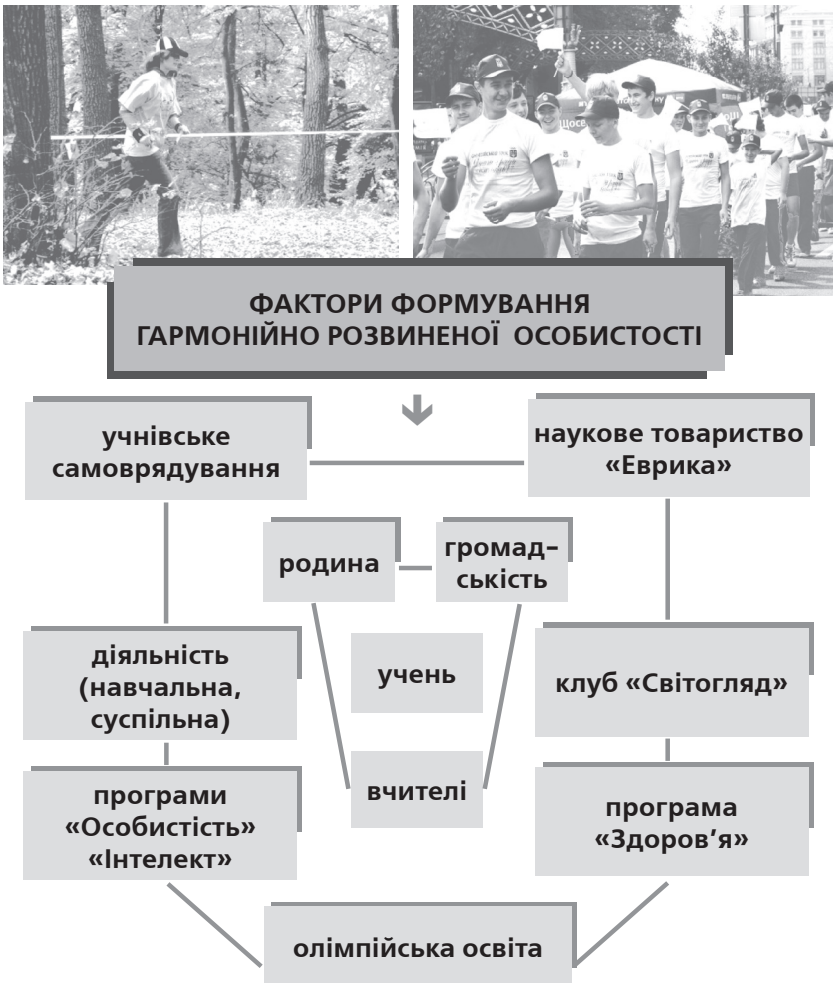 ФАКТОРИ ФОРМУВАННЯ
ГАРМОНІЙНО РОЗВИНЕНОЇ ОСОБИСТОСТІ
учнівське
самоврядування
наукове товариство
«Еврика»
родина
громад-
ськість
діяльність
(навчальна,
суспільна)
учень
клуб «Світогляд»
вчителі
програми
«Особистість»
«Інтелект»
програма
«Здоров’я»
олімпійська освіта